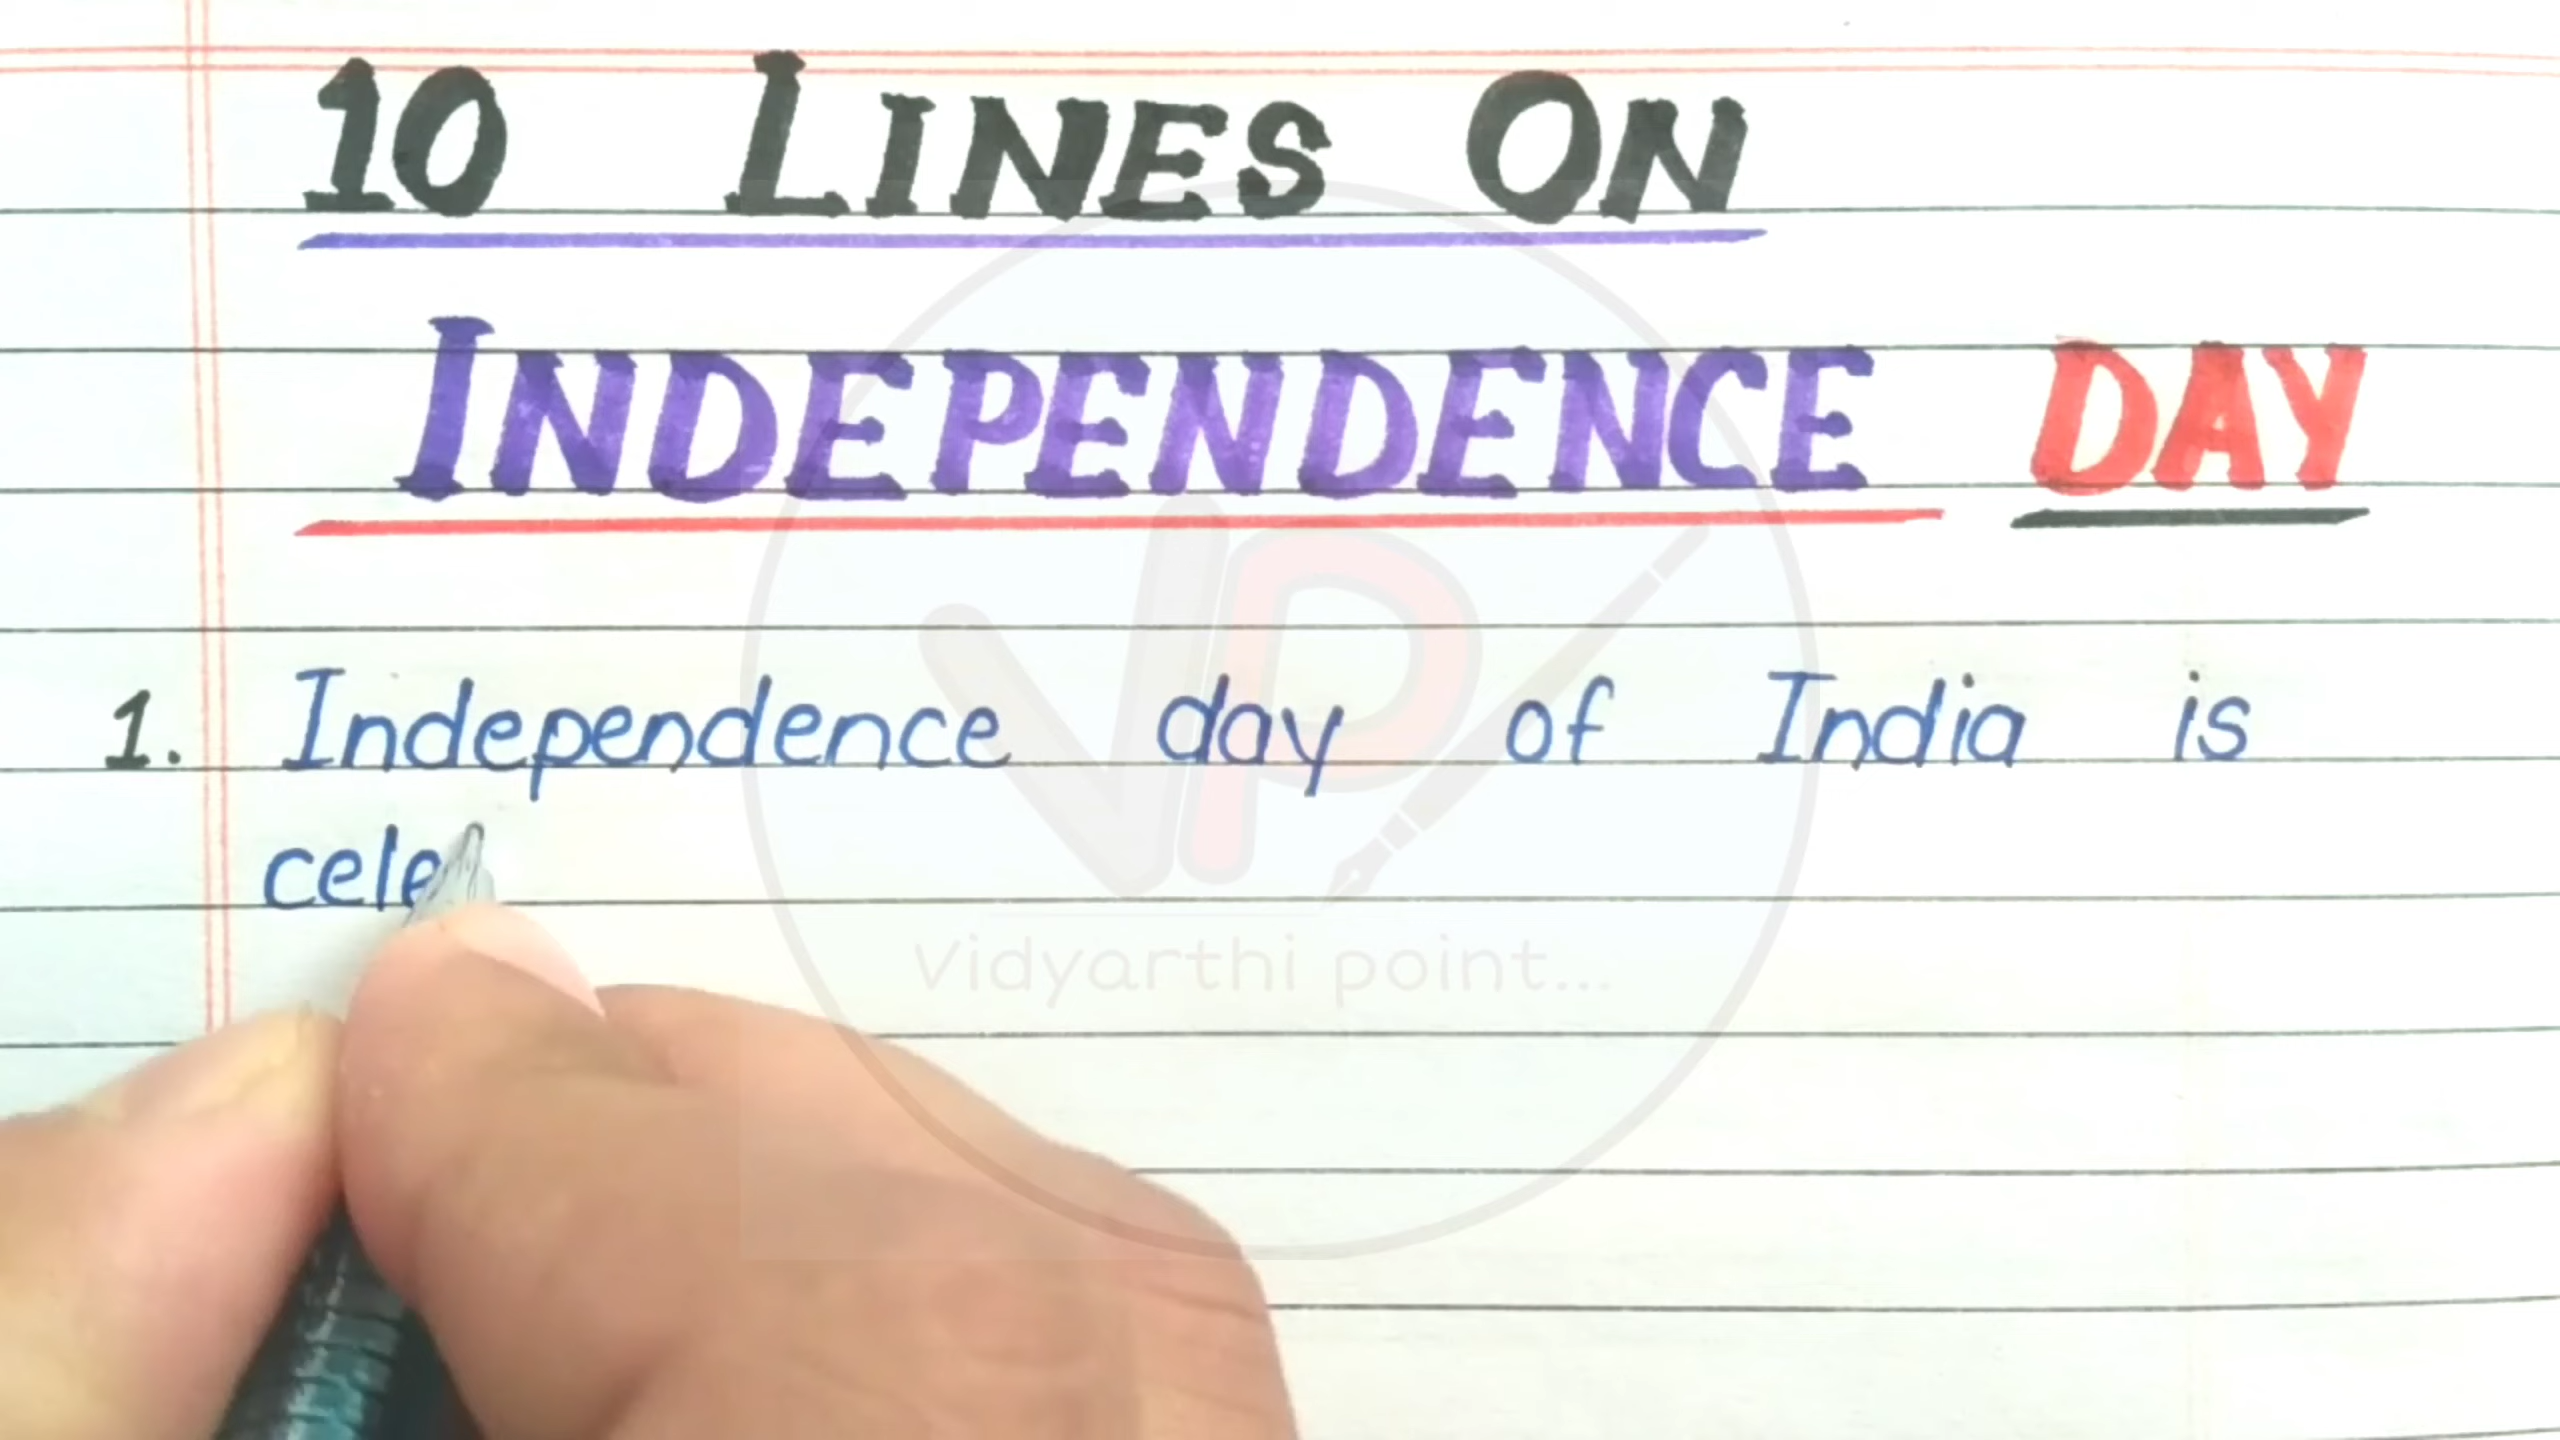 10 LINES ON
INDEPENDENCE DAY
1. Independence day of India is
cele
Vidyarthi point...